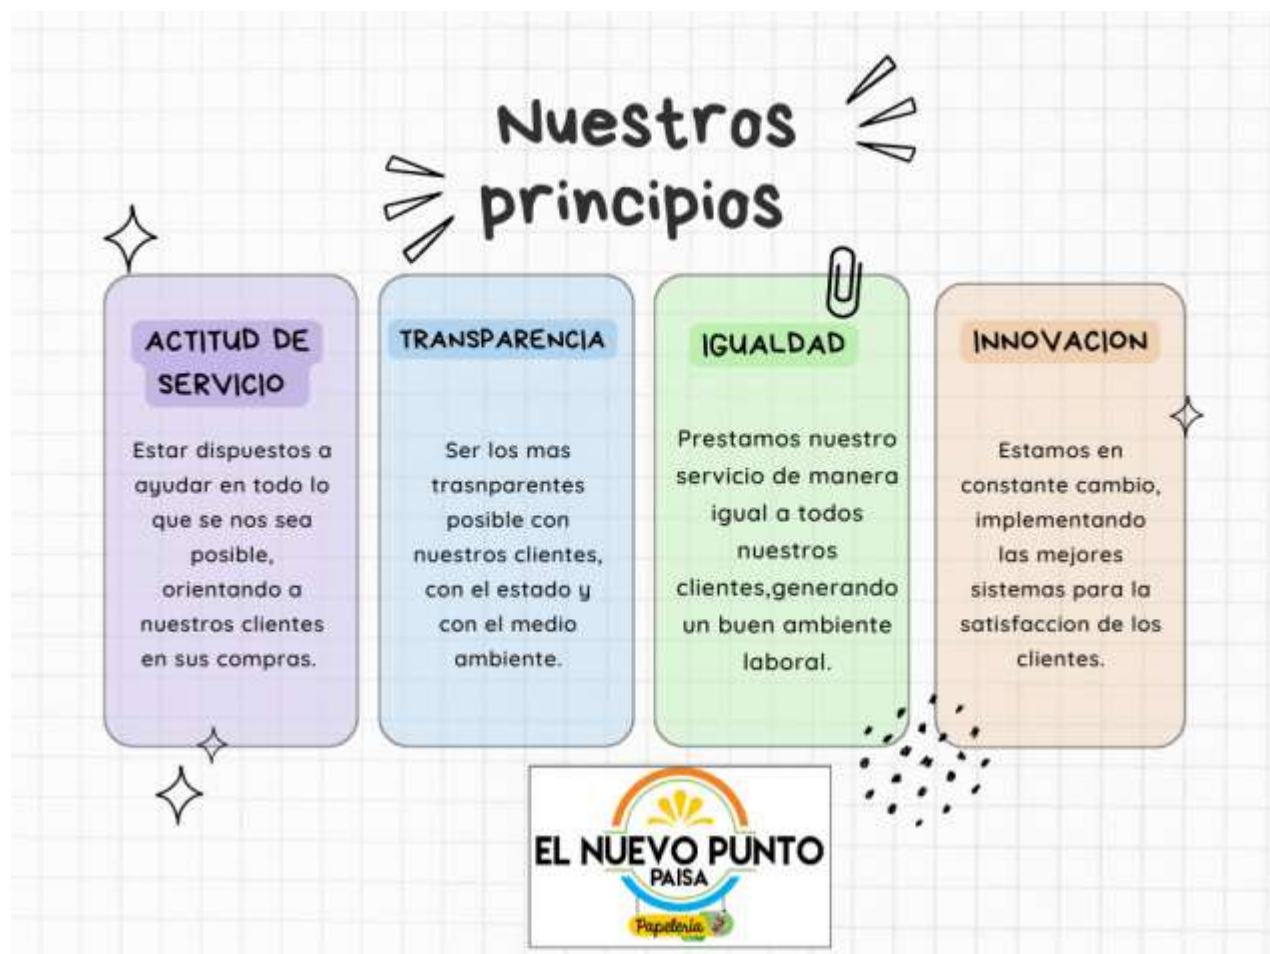 Nuestros
principios
ACTITUD DE
SERVICIO
Estar dispuestos a
ayudar en todo lo
que se nos sea
posible,
orientando a
nuestros clientes
en sus compras.
TRANSPARENCIA
Ser los mas
trasnparentes
posible con
nuestros clientes,
con el estado y
con el medio
ambiente.
IGUALDAD
Prestamos nuestro
servicio de manera
igual a todos
nuestros
clientes,generando
un buen ambiente
laboral.
INNOVACION
Estamos en
constante cambio,
implementando
las mejores
sistemas para la
satisfaccion de los
clientes.
EL NUEVO PUNTO
PAISA
Papelería